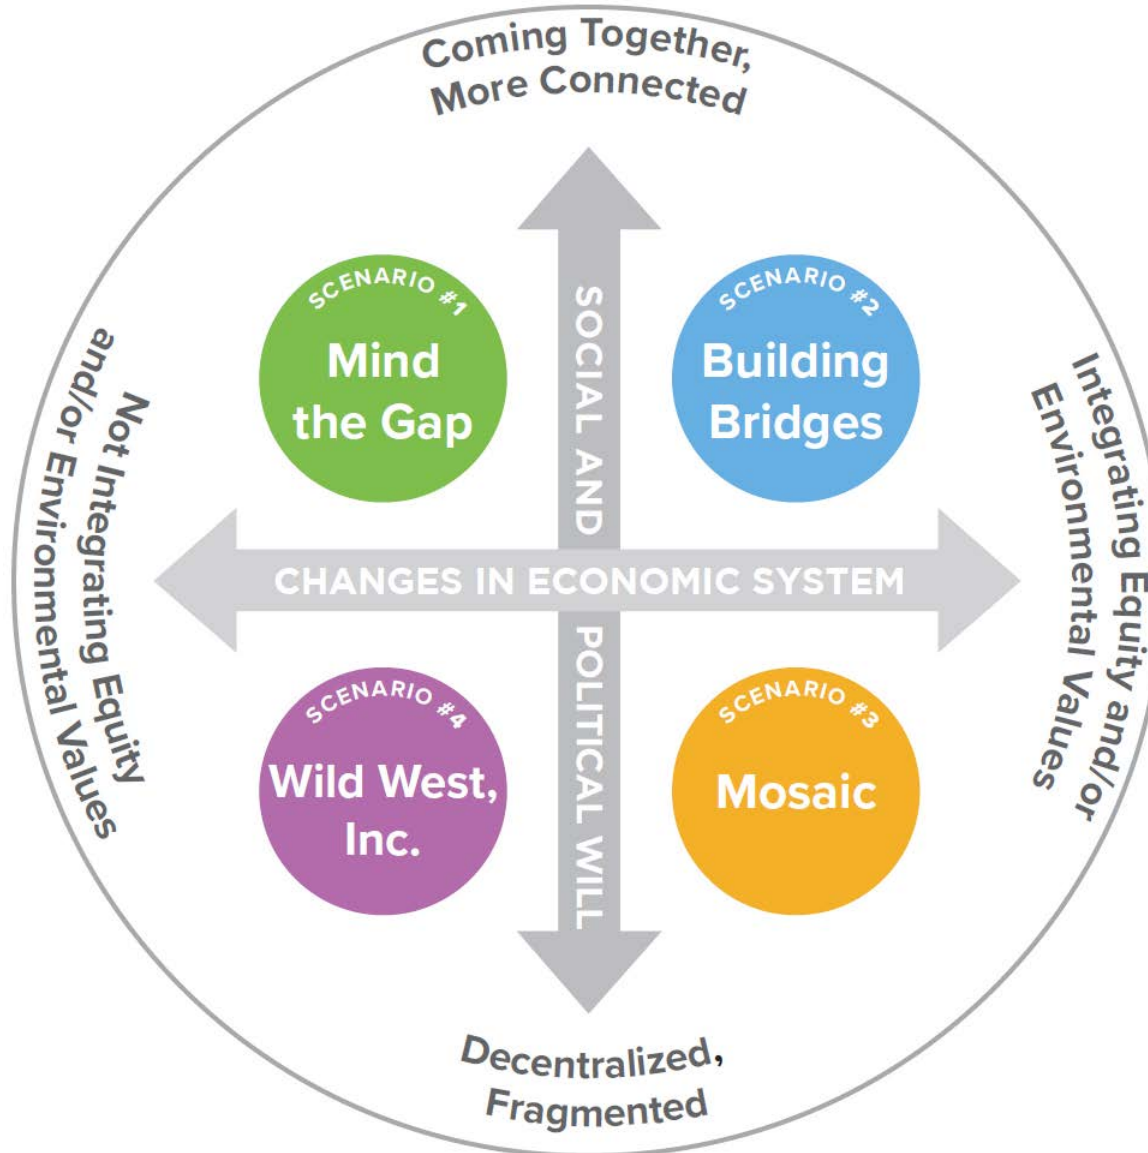 Coming Together,
More Connected
SCENARIO #1
Mind
the Gap
SCENARIO #2
Building
Bridges
SOCIAL AND
POLITICAL WILL
Not Integrating Equity
and/or Environmental Values
CHANGES IN ECONOMIC SYSTEM
Integrating Equity and/or
Environmental Values
SCENARIO #4
Wild West,
Inc.
SCENARIO #3
Mosaic
Decentralized,
Fragmented